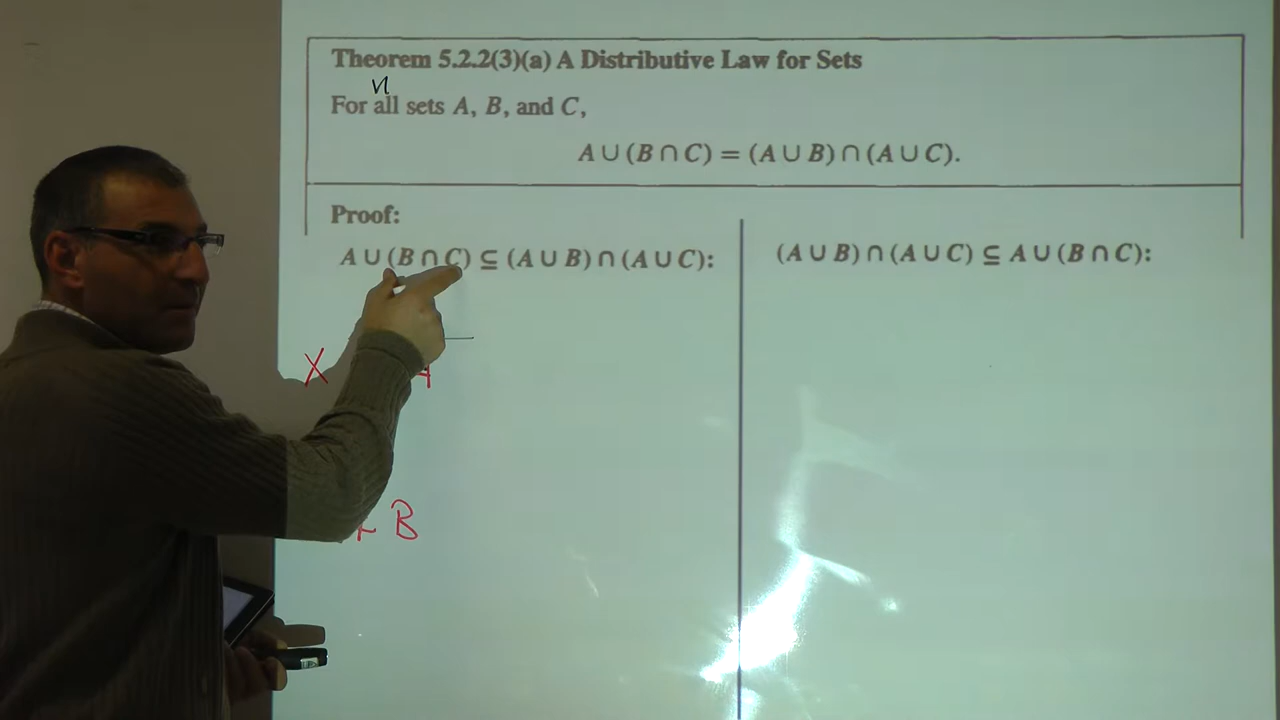 Theorem 5.2.2(3)(a) A Distributive Law for Sets
For all sets A, B, and C,
A ∪ (B ∩ C) = (A ∪ B) ∩ (A ∪ C).
Proof:
A ∪ (B ∩ C) ⊆ (A ∪ B) ∩ (A ∪ C):
(A ∪ B) ∩ (A ∪ C) ⊆ A ∪ (B ∩ C):
X
B